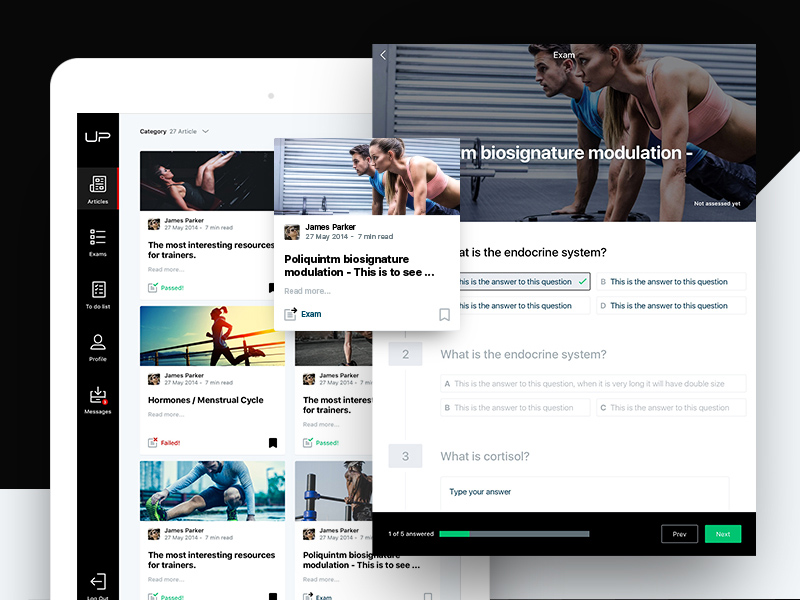 UP
Articles
Exams
To do list
Profile
Messages
Log Out
Category 27 Article
James Parker
27 May 2014 - 7 min read
The most interesting resources
for trainers.
Read more...
Passed!
James Parker
27 May 2014 - 7 min read
Poliquintm biosignature
modulation - This is to see ...
Read more...
Exam
James Parker
27 May 2014 - 7 min read
Hormones / Menstrual Cycle
Read more...
Failed!
James Parker
27 May 2014 - 7 min
The most interest
for trainers.
Read more...
Passed!
James Parker
27 May 2014 - 7 min read
The most interesting resources
for trainers.
Read more...
Passed!
James Parker
27 May 2014 - 7 min read
Poliquintm biosignature
modulation - This is to see ...
Read more...
Exam
Exam
m biosignature modulation -
Not assessed yet
at is the endocrine system?
his is the answer to this question
B This is the answer to this question
his is the answer to this question
D This is the answer to this question
2 What is the endocrine system?
A This is the answer to this question, when it is very long it will have double size
B This is the answer to this question
C This is the answer to this question
3 What is cortisol?
Type your answer
1 of 5 answered
Prev
Next